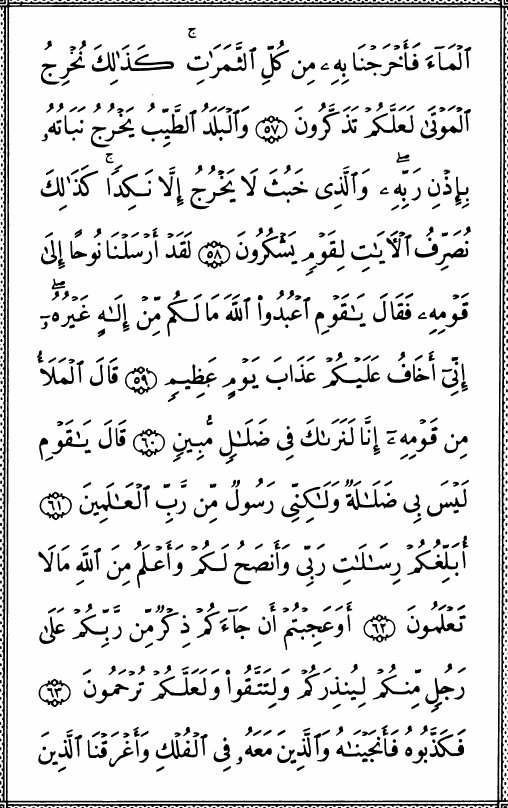 ٱلْمَآءَ فَأَخْرَجْنَا بِهِۦ مِن كُلِّ ٱلثَّمَرَٰتِ ۚ كَذَٰلِكَ نُخْرِجُ
ٱلْمَوْتَىٰ لَعَلَّكُمْ تَذَكَّرُونَ ٥٧ وَٱلْبَلَدُ ٱلطَّيِّبُ يَخْرُجُ نَبَاتُهُۥ
بِإِذْنِ رَبِّهِۦ ۖ وَٱلَّذِى خَبُثَ لَا يَخْرُجُ إِلَّا نَكِدًا ۚ كَذَٰلِكَ
نُصَرِّفُ ٱلْأَيَٰتِ لِقَوْمٍ يَشْكُرُونَ ٥٨ لَقَدْ أَرْسَلْنَا نُوحًا إِلَىٰ
قَوْمِهِۦ فَقَالَ يَٰقَوْمِ ٱعْبُدُوا۟ ٱللَّهَ مَا لَكُم مِّنْ إِلَٰهٍ غَيْرُهُۥٓ ۖ
إِنِّىٓ أَخَافُ عَلَيْكُمْ عَذَابَ يَوْمٍ عَظِيمٍ ٥٩ قَالَ ٱلْمَلَأُ
مِن قَوْمِهِۦٓ إِنَّا لَنَرَىٰكَ فِى ضَلَٰلٍ مُّبِينٍ ٦٠ قَالَ يَٰقَوْمِ
لَيْسَ بِى ضَلَٰلَةٌ وَلَٰكِنِّى رَسُولٌ مِّن رَّبِّ ٱلْعَٰلَمِينَ ٦١
أُبَلِّغُكُمْ رِسَٰلَٰتِ رَبِّى وَأَنصَحُ لَكُمْ وَأَعْلَمُ مِنَ ٱللَّهِ مَا لَا
تَعْلَمُونَ ٦٢ أَوَعَجِبْتُمْ أَن جَآءَكُمْ ذِكْرٌ مِّن رَّبِّكُمْ عَلَىٰ
رَجُلٍ مِّنكُمْ لِيُنذِرَكُمْ وَلِتَتَّقُوا۟ وَلَعَلَّكُمْ تُرْحَمُونَ ٦٣
فَكَذَّبُوهُ فَأَنجَيْنَٰهُ وَٱلَّذِينَ مَعَهُۥ فِى ٱلْفُلْكِ وَأَغْرَقْنَا ٱلَّذِينَ